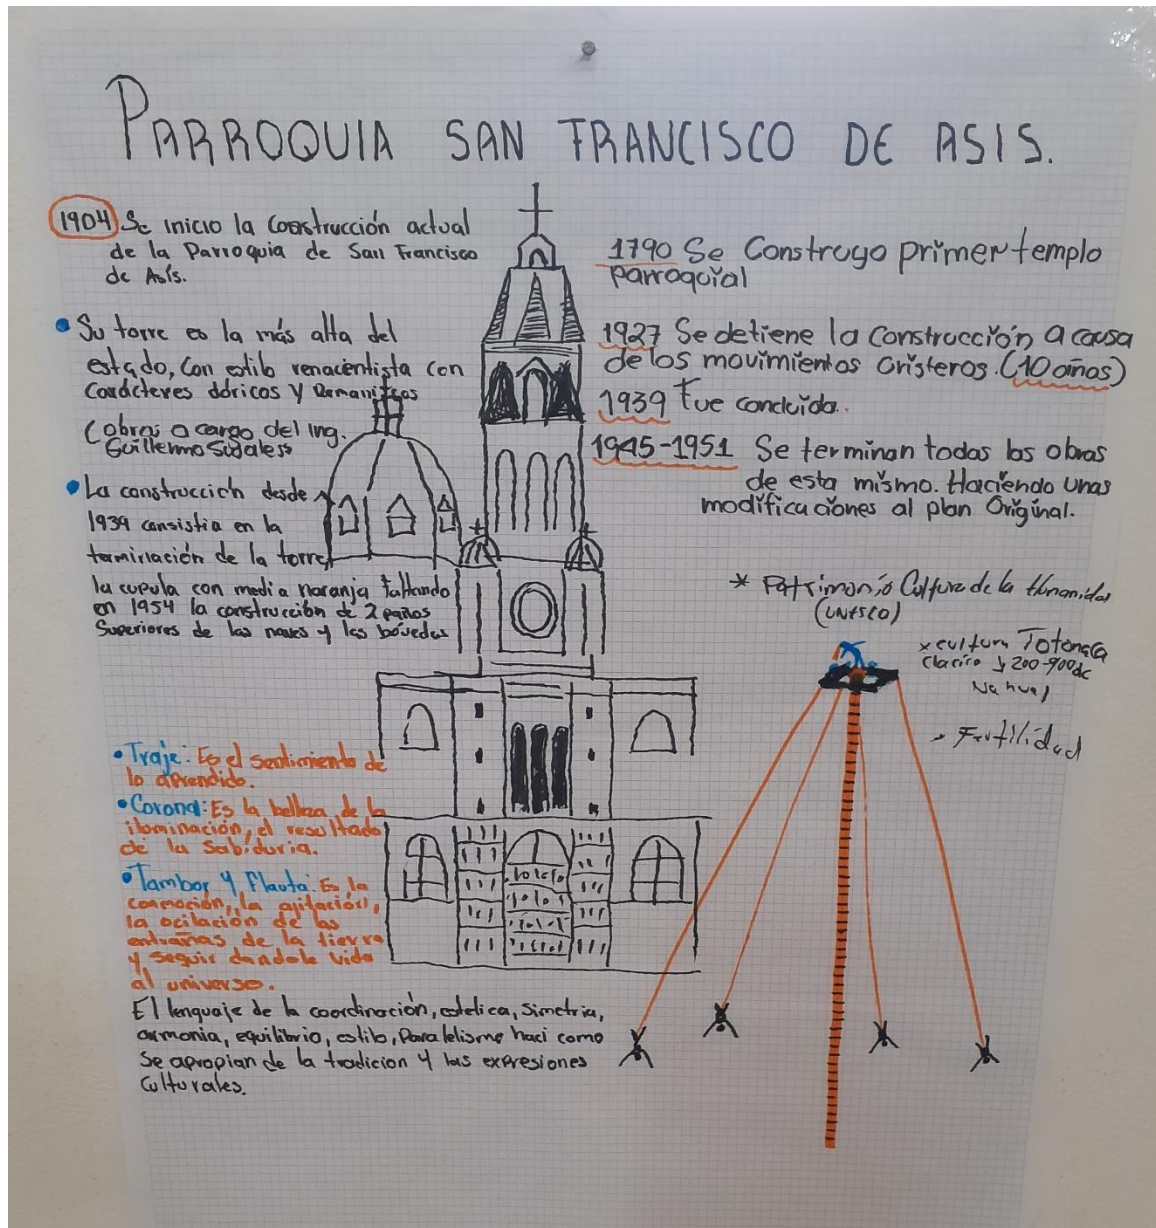 PARROQUIA SAN FRANCISCO DE ASIS.
1904 Se inicio la Construcción actual
de la Parroquia de San Francisco
de Asís.
• Su torre es la más alta del
estado, Con estilo renacentista con
Carácteres dóricos y Romanitcos
Cobras a cargo del ing.
Guillermo
• La construccich desde
1939 cansistia en la
terminación de la torre,
la cupula con media naranja faltando
en 1954 la construcción de 2 paños
Superiores de las naves y las bóvedas
1790 Se Construyo primer templo
parroquial
1927 Se detiene la Construcción a causa
de los movimientos Cristeros. (10 años)
1939 Fue concluida.
1945-1951 Se terminan todas las obras
de esta mismo. Haciendo unas
modificaciones al plan Original.
* Patrimonio Cultura de la Humanidad
(UNESCO)
x cultura Totonaca
Clasico ↓ 200-900 dc
Nahual
- Fertilidad
• Traje: Es el sentimiento de
lo aprendido.
• Corona: Es la belleza de la
iluminación, el resultado
de la Sabiduria.
• Tambor y Flauta: Es la
conmoción, la agitación,
la ocilación de las
entrañas de la tierra
y seguir dandole vida
al universo.
El lenguaje de la coordinación, estetica, Simetria,
armonia, equilibrio, estilo, Paralelismo haci como
Se apropian de la tradicion y las expresiones
Culturales.